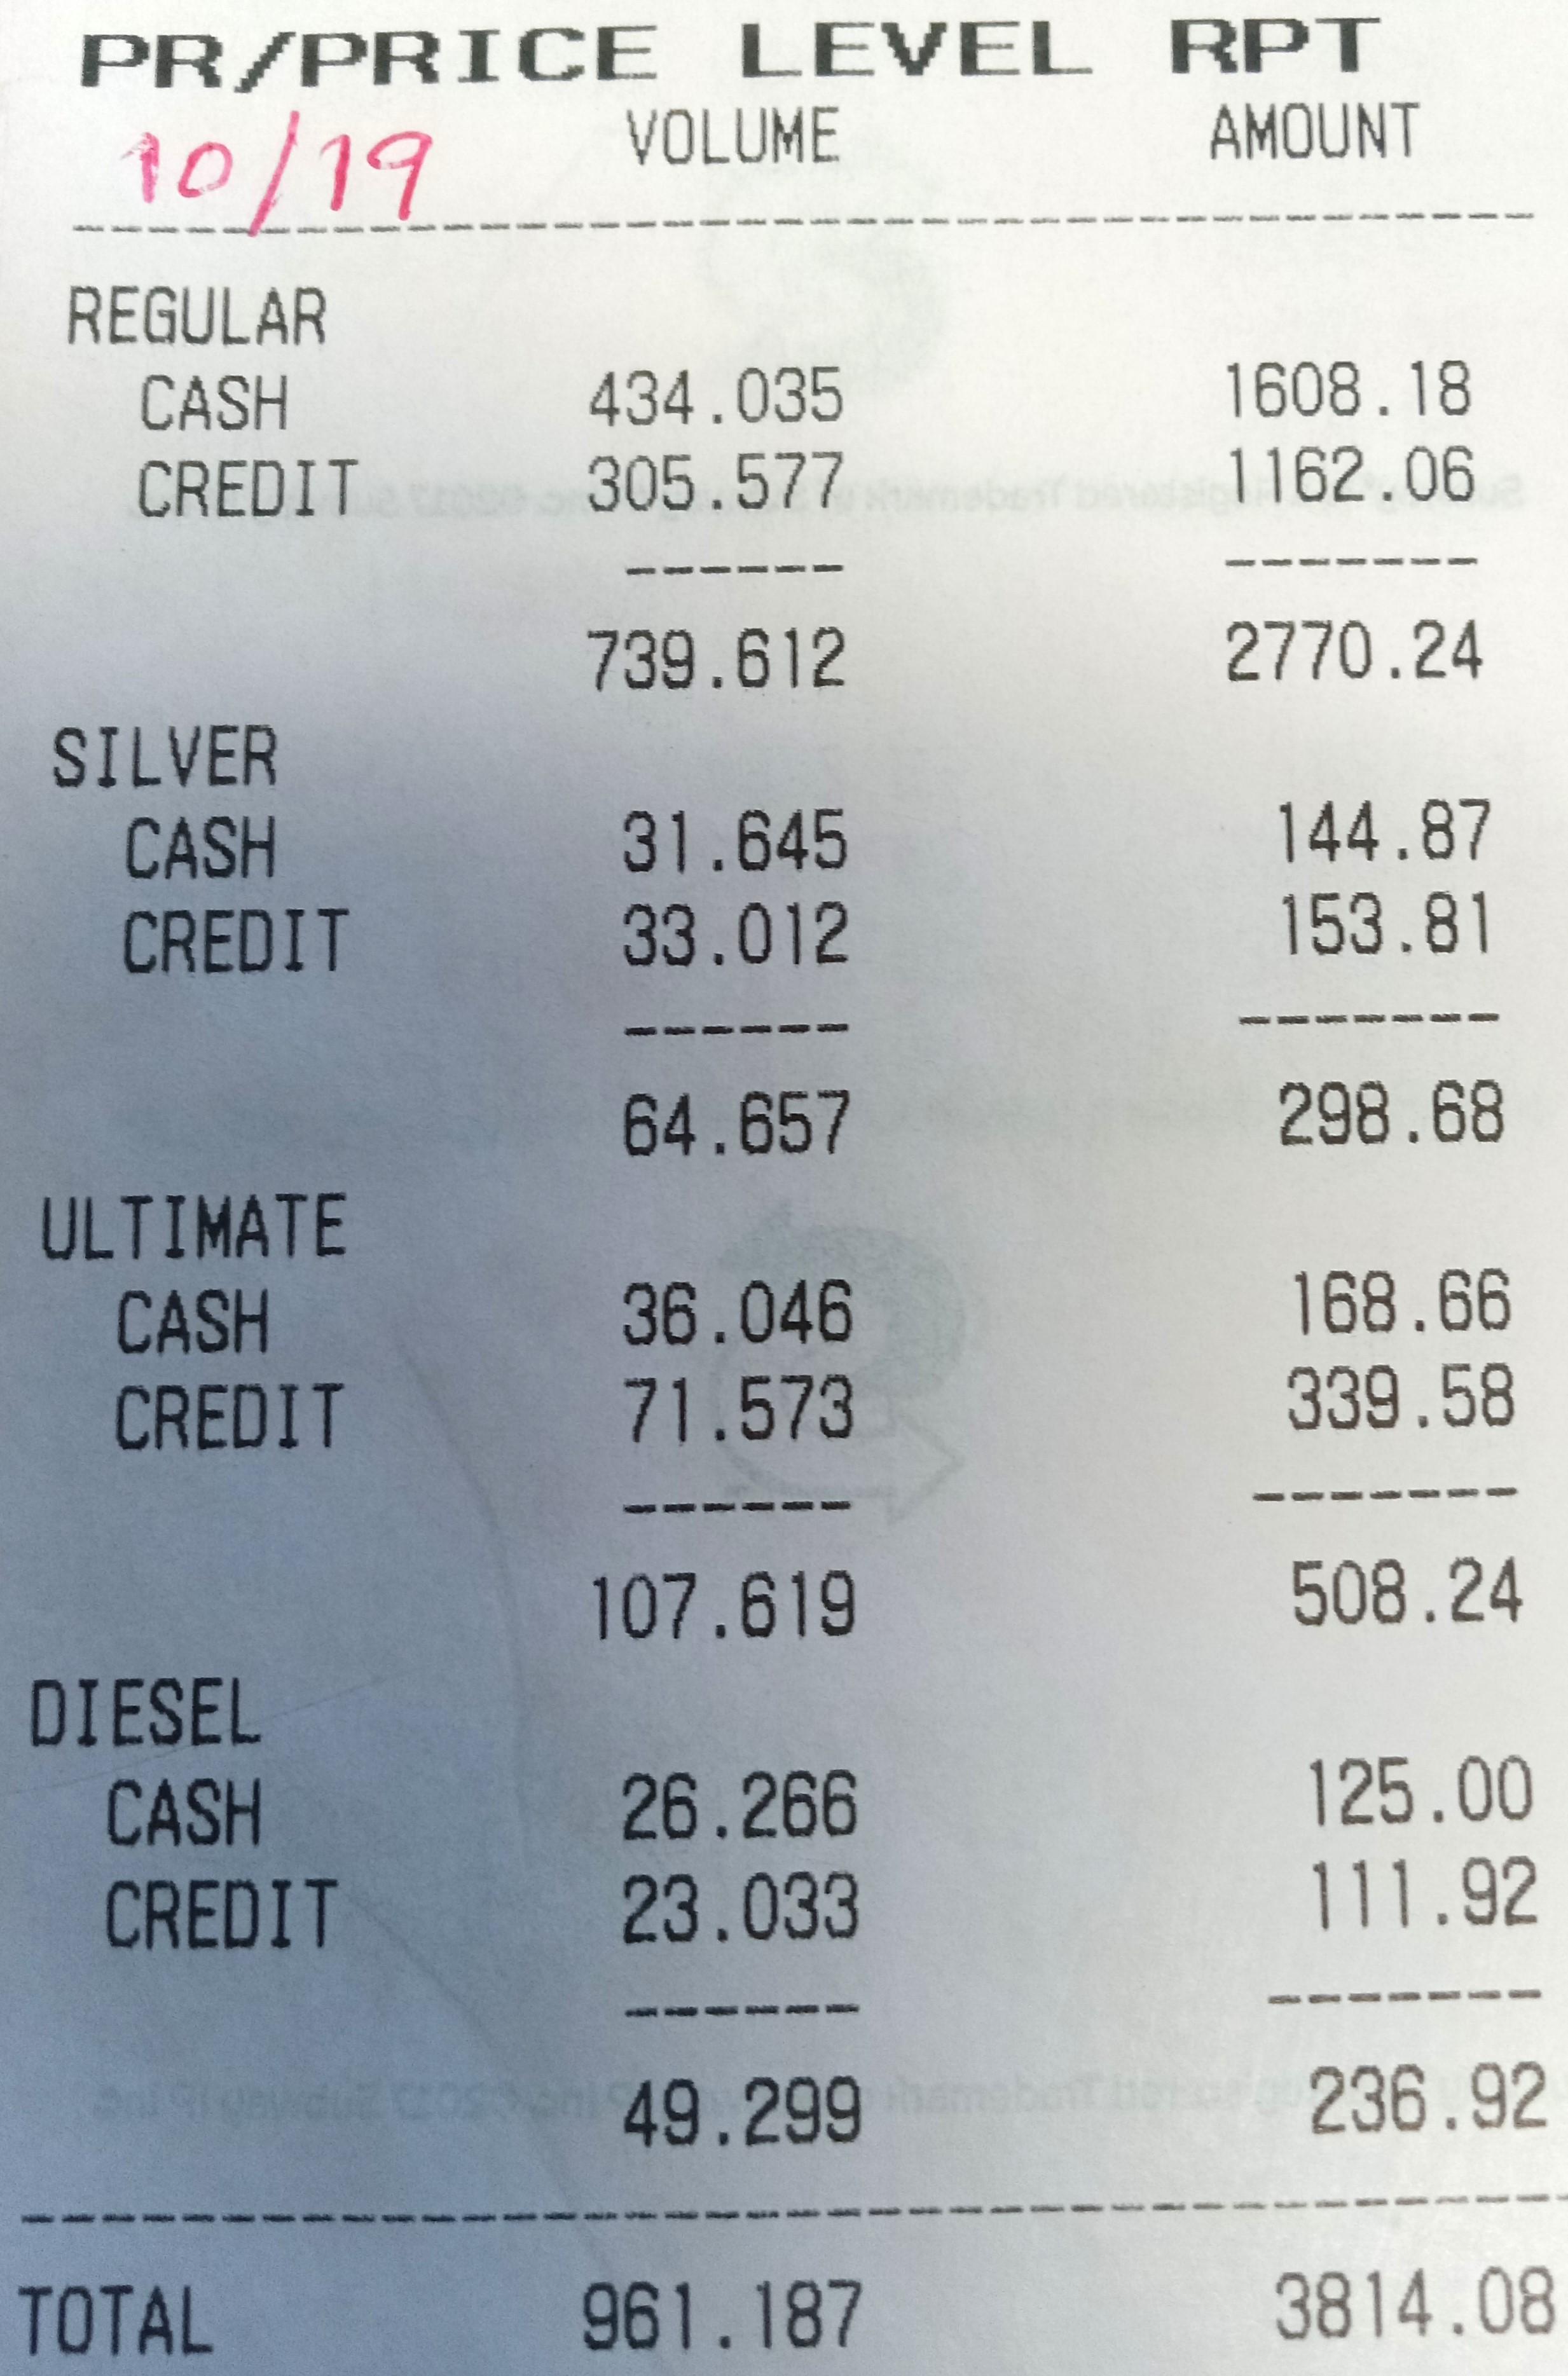 PR/PRICE LEVEL RPT
10/19 VOLUME AMOUNT
REGULAR
CASH 434.035 1608.18
CREDIT 305.577 1162.06
739.612 2770.24
SILVER
CASH 31.645 144.87
CREDIT 33.012 153.81
64.657 298.68
ULTIMATE
CASH 36.046 168.66
CREDIT 71.573 339.58
107.619 508.24
DIESEL
CASH 26.266 125.00
CREDIT 23.033 111.92
49.299 236.92
TOTAL 961.187 3814.08